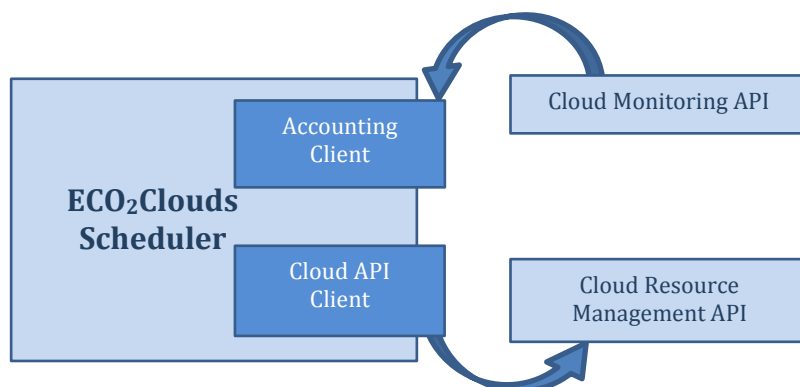 Cloud Monitoring API
Accounting
Client
ECO₂Clouds
Scheduler
Cloud API
Client
Cloud Resource
Management API